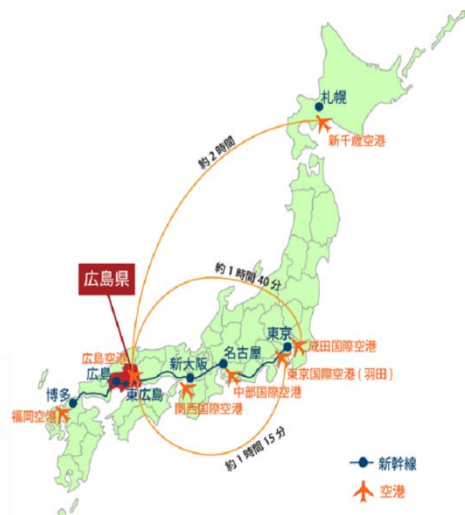 札幌
新千歳空港
約2時間
約1時間40分
広島県
広島空港
広島
東広島
博多
福岡空港
新大阪
関西国際空港
名古屋
中部国際空港
東京
成田国際空港
東京国際空港(羽田)
約1時間15分
新幹線
空港